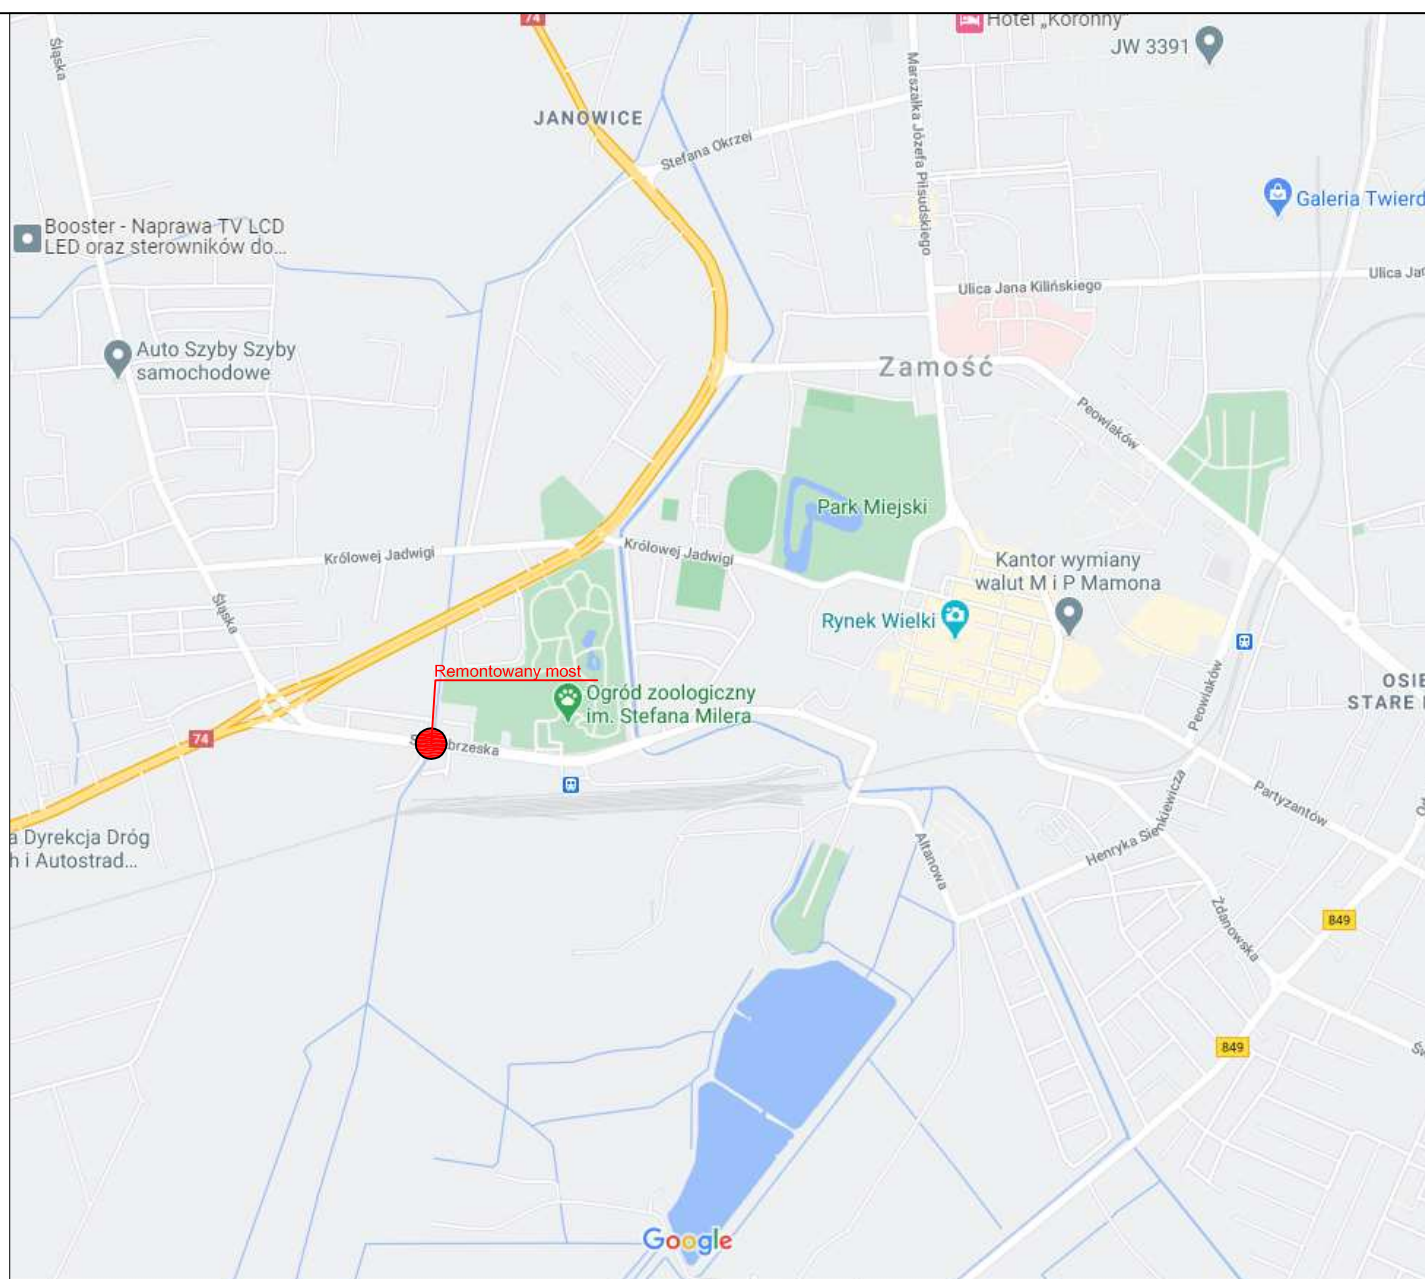 74
Hotel „Koronny"
JW 3391
Śląska
Marszałka Józefa Piłsudskiego
JANOWICE
Stefana Okrzei
Galeria Twierd
Booster - Naprawa TV LCD
LED oraz sterowników do...
Ulica Jana Kilińskiego
Ulica Jar
Auto Szyby Szyby
samochodowe
Zamość
Peowiaków
Park Miejski
Królowej Jadwigi
Królowej Jadwigi
Kantor wymiany
walut M i P Mamona
Śląska
Rynek Wielki
Remontowany most
Ogród zoologiczny
im. Stefana Milera
OSIE
STARE
Peowiaków
74
brzeska
Partyzantów
a Dyrekcja Dróg
h i Autostrad...
Altanowa
Henryka Sienkiewicza
Żdanowska
849
849
Google